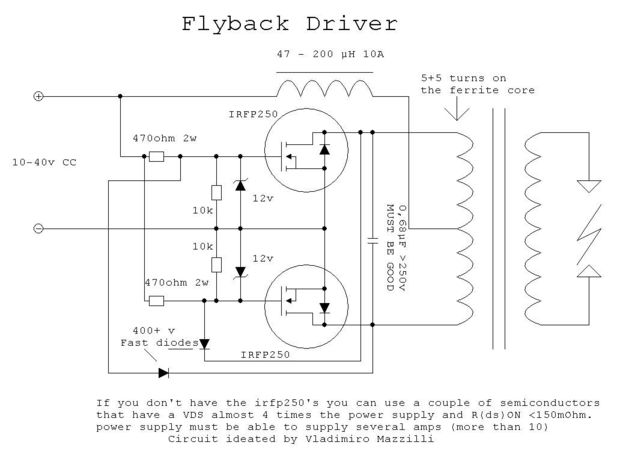 Flyback Driver
47 - 200 µH 10A
5+5 turns on
the ferrite core
IRFP250
470ohm 2w
10-40v CC
12v
10k
0,68µF >250v
MUST BE GOOD
10k
12v
470ohm 2w
400+ v
Fast diodes
IRFP250
If you don't have the irfp250's you can use a couple of semiconductors
that have a VDS almost 4 times the power supply and R(ds)ON <150mOhm.
power supply must be able to supply several amps (more than 10)
Circuit ideated by Vladimiro Mazzilli